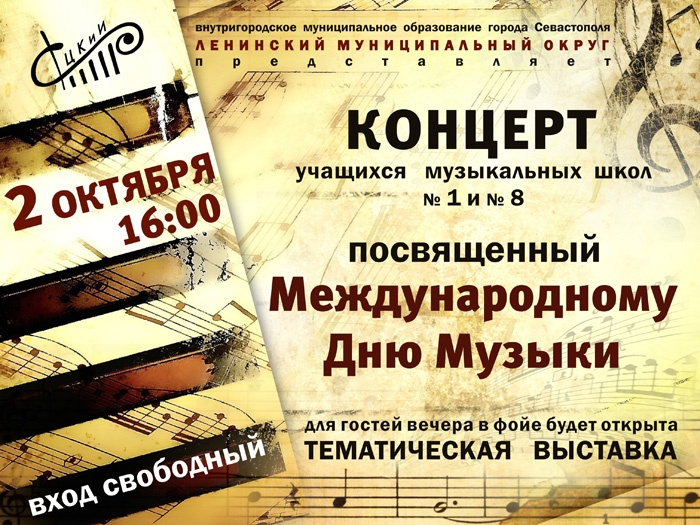 внутригородское муниципальное образование города Севастополя
ЛЕНИНСКИЙ МУНИЦИПАЛЬНЫЙ ОКРУГ
представляет
КОНЦЕРТ
учащихся музыкальных школ
№ 1 и № 8
посвященный
Международному
Дню Музыки
для гостей вечера в фойе будет открыта
ТЕМАТИЧЕСКАЯ ВЫСТАВКА
2 ОКТЯБРЯ
16:00
вход свободный